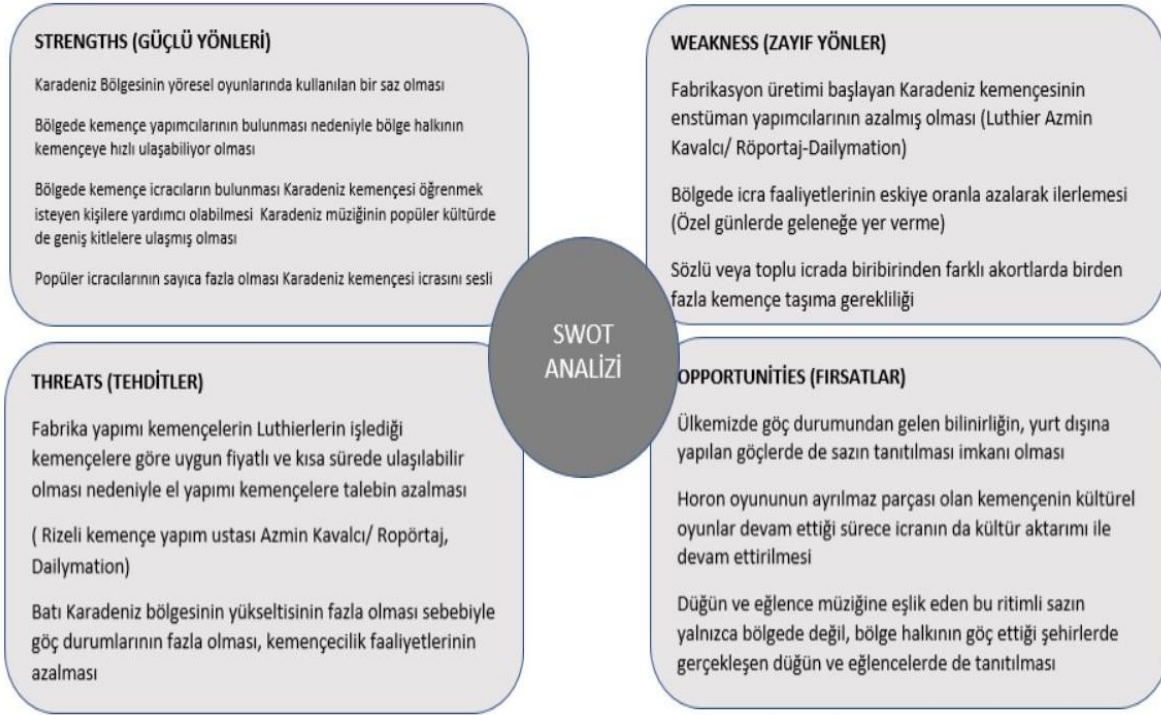 STRENGTHS (GÜÇLÜ YÖNLERİ)
Karadeniz Bölgesinin yöresel oyunlarında kullanılan bir saz olması
Bölgede kemençe yapımcılarının bulunması nedeniyle bölge halkının
kemençeye hızlı ulaşabiliyor olması
Bölgede kemençe icracıların bulunması Karadeniz kemençesi öğrenmek
isteyen kişilere yardımcı olabilmesi Karadeniz müziğinin popüler kültürde
de geniş kitlelere ulaşmış olması
Popüler icracılarının sayıca fazla olması Karadeniz kemençesi icrasını sesli
WEAKNESS (ZAYIF YÖNLER)
Fabrikasyon üretimi başlayan Karadeniz kemençesinin
enstüman yapımcılarının azalmış olması (Luthier Azmin
Kavalcı/ Röportaj-Dailymation)
Bölgede icra faaliyetlerinin eskiye oranla azalarak ilerlemesi
(Özel günlerde geleneğe yer verme)
Sözlü veya toplu icrada biribirinden farklı akortlarda birden
fazla kemençe taşıma gerekliliği
SWOT
ANALİZİ
THREATS (TEHDİTLER)
Fabrika yapımı kemençelerin Luthierlerin işlediği
kemençelere göre uygun fiyatlı ve kısa sürede ulaşılabilir
olması nedeniyle el yapımı kemençelere talebin azalması
( Rizeli kemençe yapım ustası Azmin Kavalcı/ Ropörtaj,
Dailymation)
Batı Karadeniz bölgesinin yükseltisinin fazla olması sebebiyle
göç durumlarının fazla olması, kemençecilik faaliyetlerinin
azalması
OPPORTUNITIES (FIRSATLAR)
Ülkemizde göç durumundan gelen bilinirliğin, yurt dışına
yapılan göçlerde de sazın tanıtılması imkanı olması
Horon oyununun ayrılmaz parçası olan kemençenin kültürel
oyunlar devam ettiği sürece icranın da kültür aktarımı ile
devam ettirilmesi
Düğün ve eğlence müziğine eşlik eden bu ritimli sazın
yalnızca bölgede değil, bölge halkının göç ettiği şehirlerde
gerçekleşen düğün ve eğlencelerde de tanıtılması